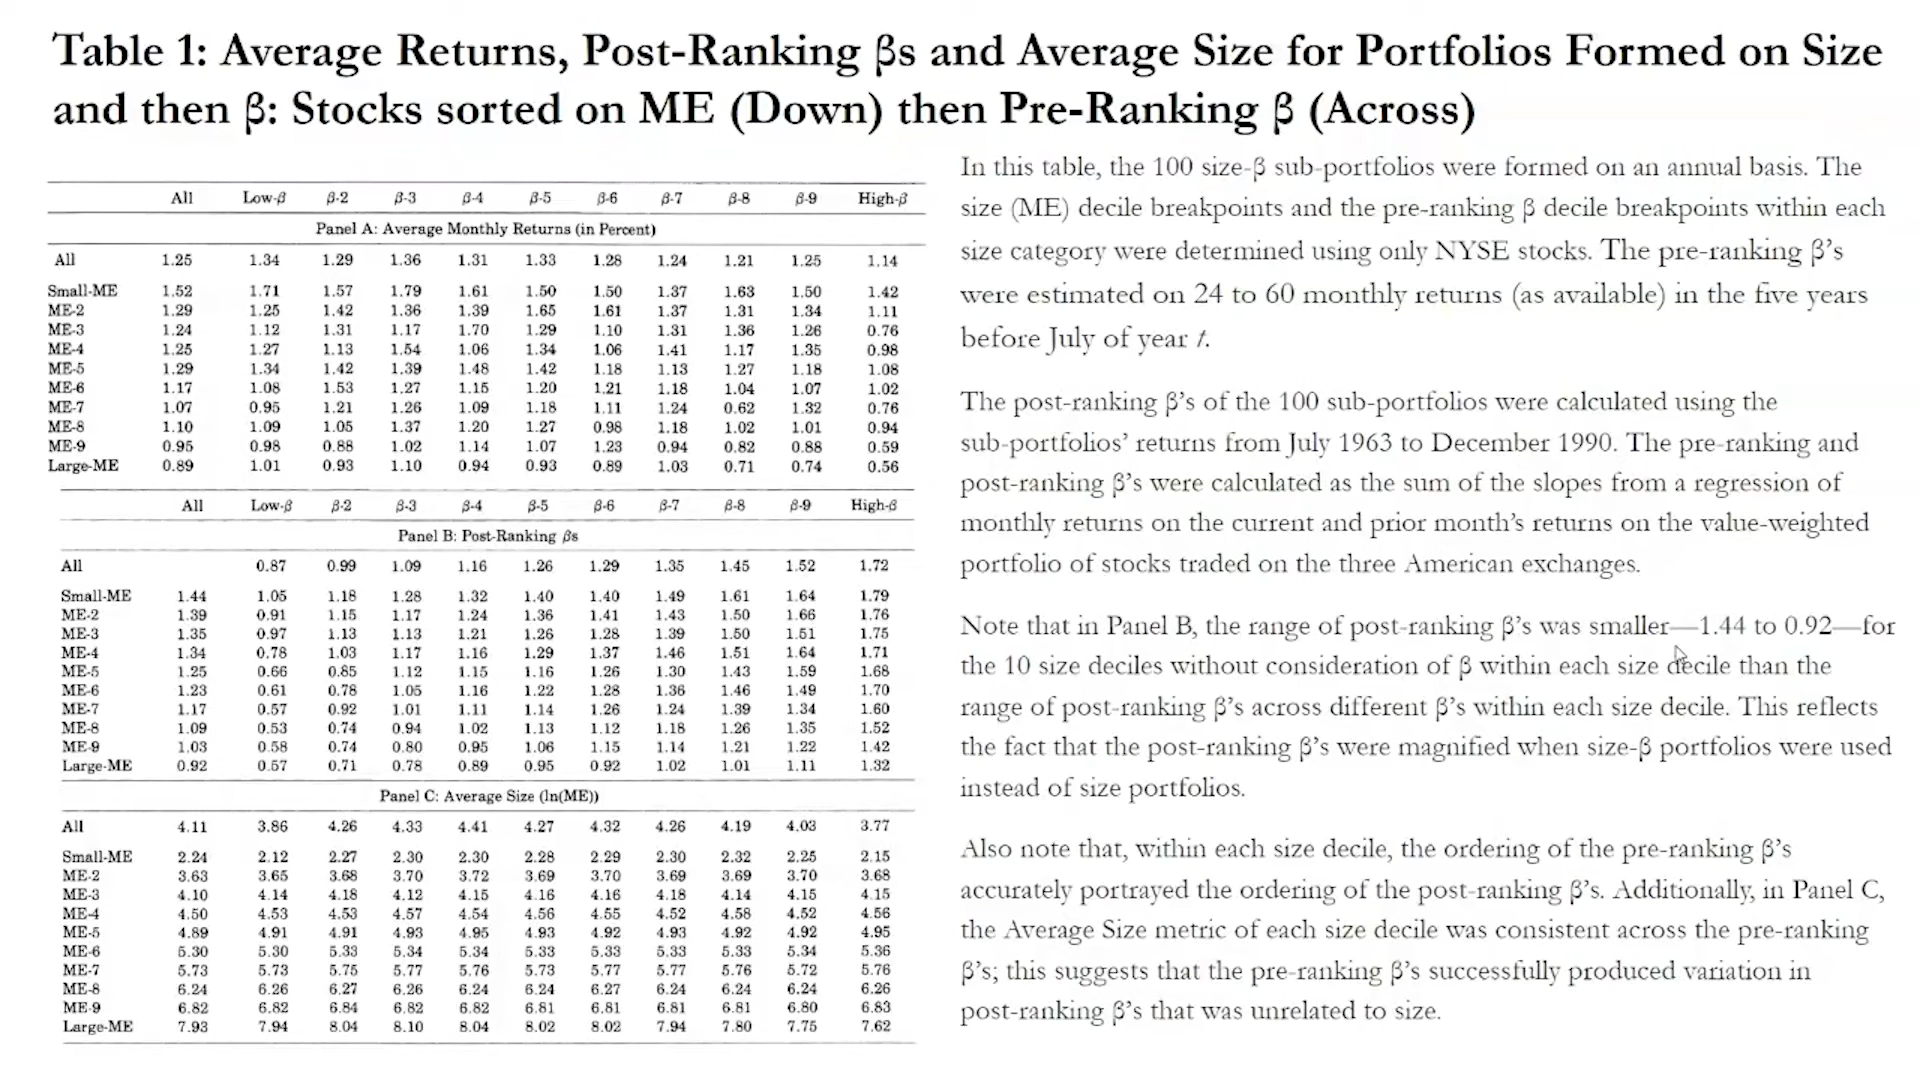 Table 1: Average Returns, Post-Ranking βs and Average Size for Portfolios Formed on Size
and then β: Stocks sorted on ME (Down) then Pre-Ranking β (Across)
All Low-β β-2 β-3 β-4 β-5 β-6 β-7 β-8 β-9 High-β
Panel A: Average Monthly Returns (in Percent)
All 1.25 1.34 1.29 1.36 1.31 1.33 1.28 1.24 1.21 1.25 1.14
Small-ME 1.52 1.71 1.57 1.79 1.61 1.50 1.50 1.37 1.63 1.50 1.42
ME-2 1.29 1.25 1.42 1.36 1.39 1.65 1.61 1.37 1.31 1.34 1.11
ME-3 1.24 1.12 1.31 1.17 1.70 1.29 1.10 1.31 1.36 1.26 0.76
ME-4 1.25 1.27 1.13 1.54 1.06 1.34 1.06 1.41 1.17 1.35 0.98
ME-5 1.29 1.34 1.42 1.39 1.48 1.42 1.18 1.13 1.27 1.18 1.08
ME-6 1.17 1.08 1.53 1.27 1.15 1.20 1.21 1.18 1.04 1.07 1.02
ME-7 1.07 0.95 1.21 1.26 1.09 1.18 1.11 1.24 0.62 1.32 0.76
ME-8 1.10 1.09 1.05 1.37 1.20 1.27 0.98 1.18 1.02 1.01 0.94
ME-9 0.95 0.98 0.88 1.02 1.14 1.07 1.23 0.94 0.82 0.88 0.59
Large-ME 0.89 1.01 0.93 1.10 0.94 0.93 0.89 1.03 0.71 0.74 0.56
All Low-β β-2 β-3 β-4 β-5 β-6 β-7 β-8 β-9 High-β
Panel B: Post-Ranking βs
All 0.87 0.99 1.09 1.16 1.26 1.29 1.35 1.45 1.52 1.72
Small-ME 1.44 1.05 1.18 1.28 1.32 1.40 1.40 1.49 1.61 1.64 1.79
ME-2 1.39 0.91 1.15 1.17 1.24 1.36 1.41 1.43 1.50 1.66 1.76
ME-3 1.35 0.97 1.13 1.13 1.21 1.26 1.28 1.39 1.50 1.51 1.75
ME-4 1.34 0.78 1.03 1.17 1.16 1.29 1.37 1.46 1.51 1.64 1.71
ME-5 1.25 0.66 0.85 1.12 1.15 1.16 1.26 1.30 1.43 1.59 1.68
ME-6 1.23 0.61 0.78 1.05 1.16 1.22 1.28 1.36 1.46 1.49 1.70
ME-7 1.17 0.57 0.92 1.01 1.11 1.14 1.26 1.24 1.39 1.34 1.60
ME-8 1.09 0.53 0.74 0.94 1.02 1.13 1.12 1.18 1.26 1.35 1.52
ME-9 1.03 0.58 0.74 0.80 0.95 1.06 1.15 1.14 1.21 1.22 1.42
Large-ME 0.92 0.57 0.71 0.78 0.89 0.95 0.92 1.02 1.01 1.11 1.32
Panel C: Average Size (ln(ME))
All 4.11 3.86 4.26 4.33 4.41 4.27 4.32 4.26 4.19 4.03 3.77
Small-ME 2.24 2.12 2.27 2.30 2.30 2.28 2.29 2.30 2.32 2.25 2.15
ME-2 3.63 3.65 3.68 3.70 3.72 3.69 3.70 3.69 3.69 3.70 3.68
ME-3 4.10 4.14 4.18 4.12 4.15 4.16 4.16 4.18 4.14 4.15 4.15
ME-4 4.50 4.53 4.53 4.57 4.54 4.56 4.55 4.52 4.58 4.52 4.56
ME-5 4.89 4.91 4.91 4.93 4.95 4.93 4.92 4.93 4.92 4.92 4.95
ME-6 5.30 5.30 5.33 5.34 5.34 5.33 5.33 5.33 5.33 5.34 5.36
ME-7 5.73 5.73 5.75 5.77 5.76 5.73 5.77 5.77 5.76 5.72 5.76
ME-8 6.24 6.26 6.27 6.26 6.24 6.24 6.27 6.24 6.24 6.24 6.26
ME-9 6.82 6.82 6.84 6.82 6.82 6.81 6.81 6.81 6.81 6.80 6.83
Large-ME 7.93 7.94 8.04 8.10 8.04 8.02 8.02 7.94 7.80 7.75 7.62
In this table, the 100 size-β sub-portfolios were formed on an annual basis. The
size (ME) decile breakpoints and the pre-ranking β decile breakpoints within each
size category were determined using only NYSE stocks. The pre-ranking β's
were estimated on 24 to 60 monthly returns (as available) in the five years
before July of year t.
The post-ranking β's of the 100 sub-portfolios were calculated using the
sub-portfolios' returns from July 1963 to December 1990. The pre-ranking and
post-ranking β's were calculated as the sum of the slopes from a regression of
monthly returns on the current and prior month's returns on the value-weighted
portfolio of stocks traded on the three American exchanges.
Note that in Panel B, the range of post-ranking β's was smaller—1.44 to 0.92—for
the 10 size deciles without consideration of β within each size decile than the
range of post-ranking β's across different β's within each size decile. This reflects
the fact that the post-ranking β's were magnified when size-β portfolios were used
instead of size portfolios.
Also note that, within each size decile, the ordering of the pre-ranking β's
accurately portrayed the ordering of the post-ranking β's. Additionally, in Panel C,
the Average Size metric of each size decile was consistent across the pre-ranking
β's; this suggests that the pre-ranking β's successfully produced variation in
post-ranking β's that was unrelated to size.